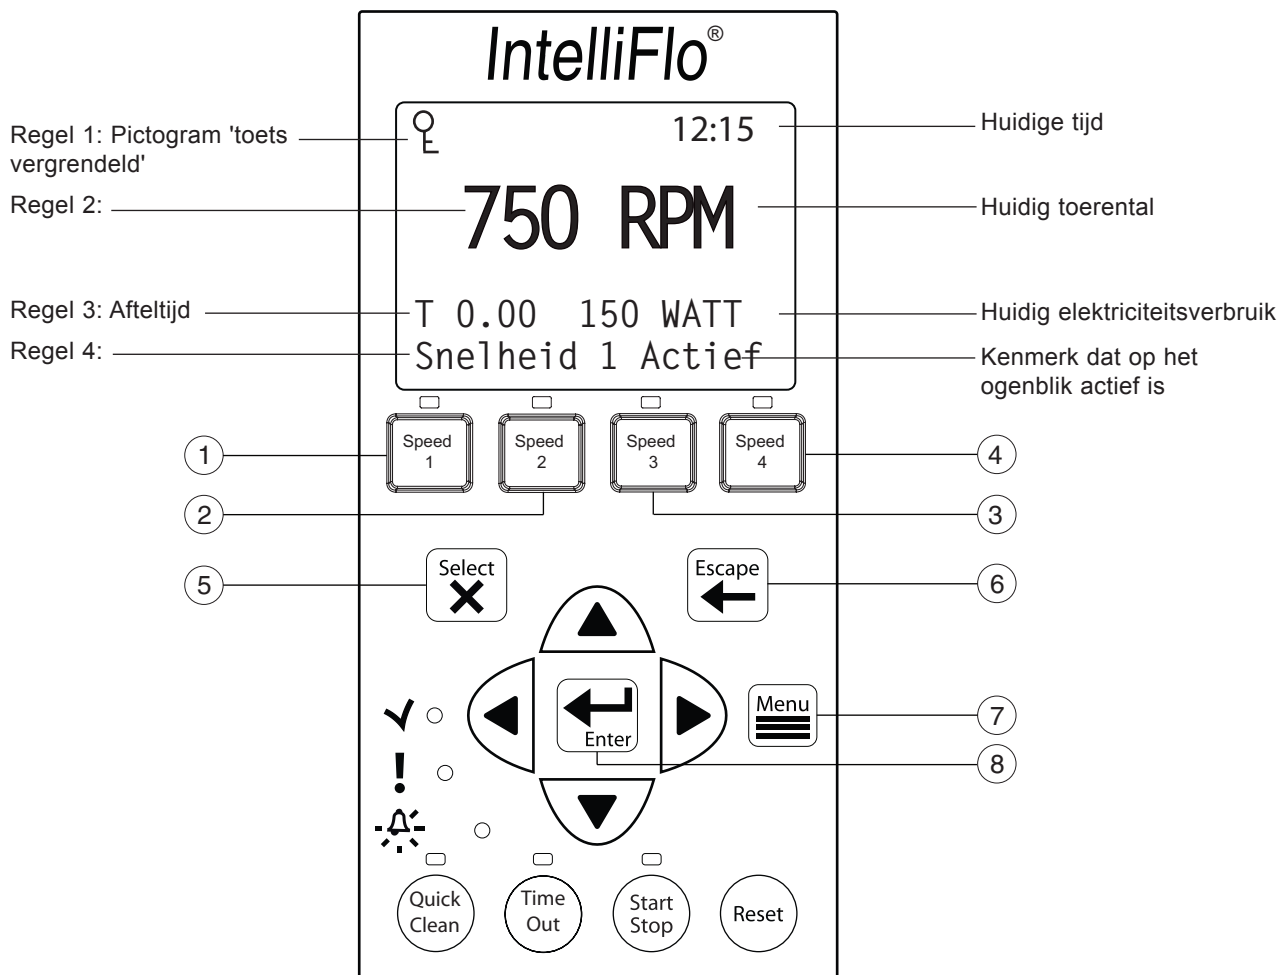 IntelliFlo®
Regel 1: Pictogram 'toets
vergrendeld'
12:15
Huidige tijd
Regel 2:
750 RPM
Huidig toerental
Regel 3: Afteltijd
T 0.00 150 WATT
Huidig elektriciteitsverbruik
Regel 4:
Snelheid 1 Actief
Kenmerk dat op het
ogenblik actief is
1
Speed
1
Speed
2
Speed
3
Speed
4
4
2
3
5
Select
Escape
6
Menu
7
Enter
8
!
Quick
Clean
Time
Out
Start
Stop
Reset